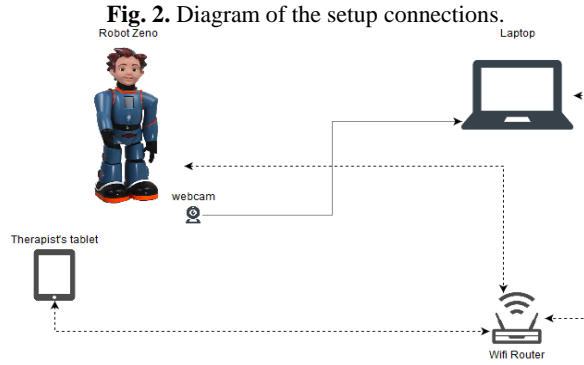 Fig. 2. Diagram of the setup connections.
Robot Zeno
Laptop
webcam
Therapist's tablet
Wifi Router